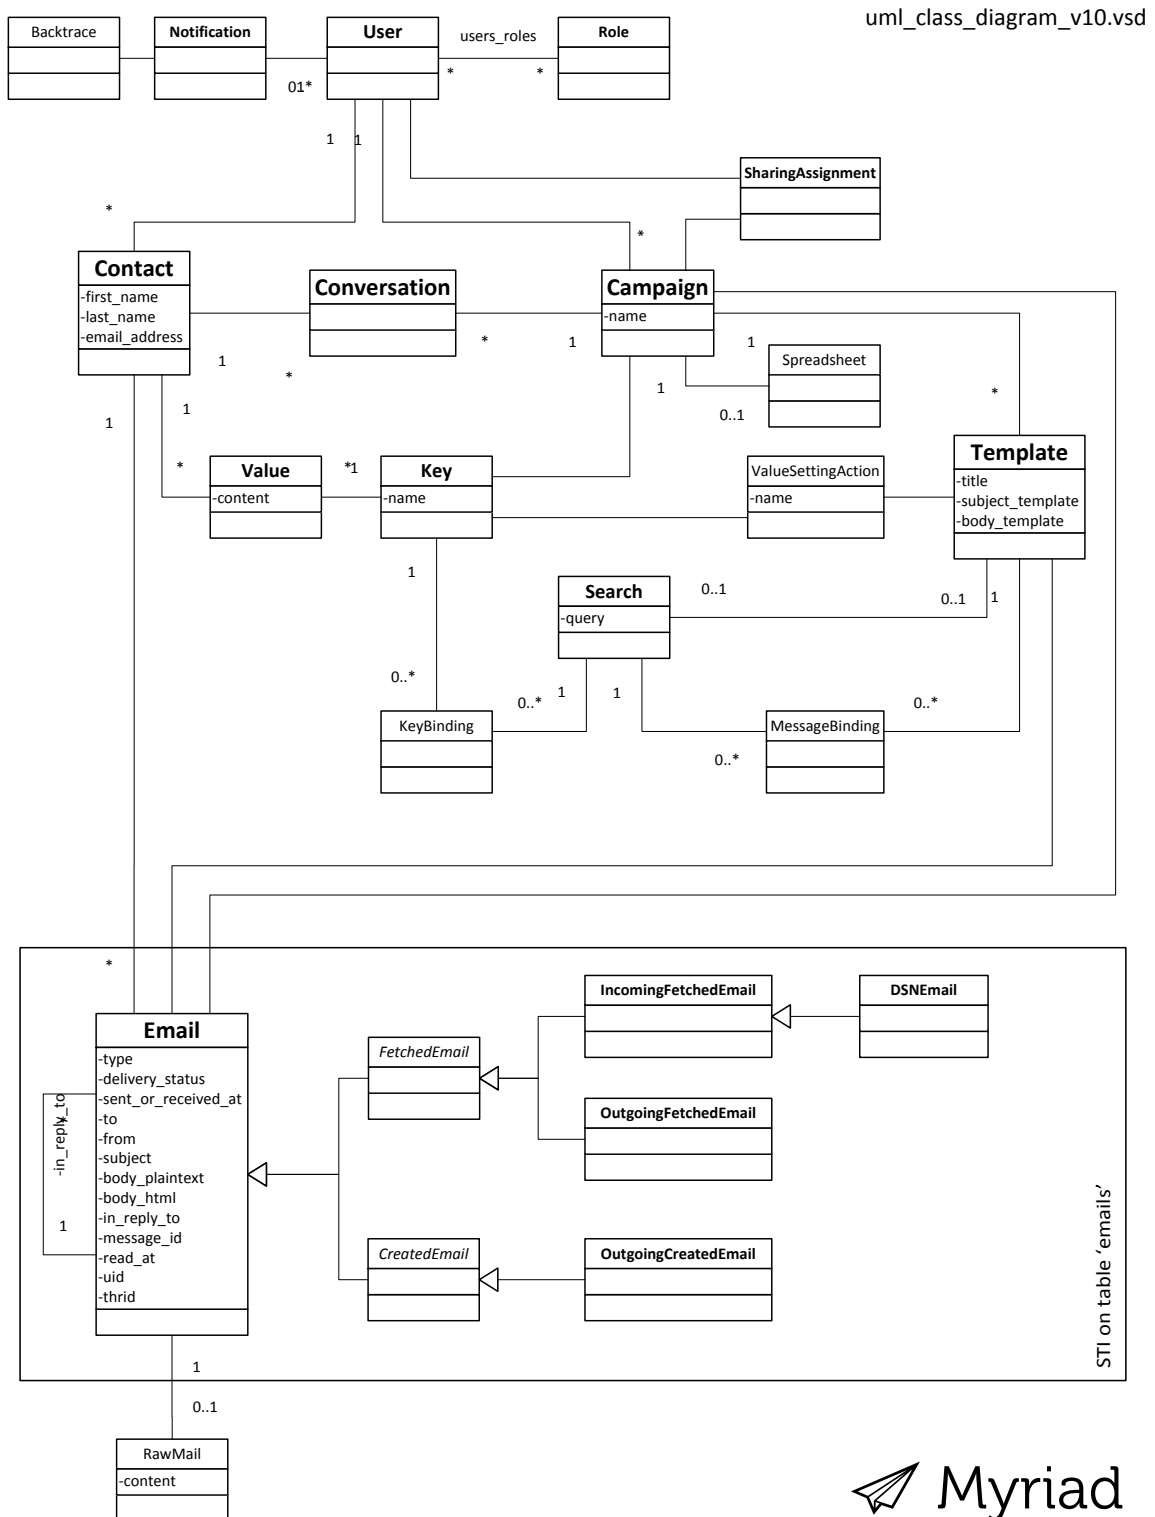 uml_class_diagram_v10.vsd
Backtrace
Notification
User
users_roles
Role
*
*
01*
1
1
SharingAssignment
*
*
Contact
-first_name
-last_name
-email_address
Conversation
Campaign
-name
1
*
*
1
1
Spreadsheet
1
0..1
*
1
1
Template
-title
-subject_template
-body_template
*
Value
-content
*1
Key
-name
ValueSettingAction
-name
1
Search
-query
0..1
0..1
1
0..*
0..*
1
1
0..*
0..*
KeyBinding
MessageBinding
*
IncomingFetchedEmail
DSNEmail
Email
-type
-delivery_status
-sent_or_received_at
-to
-from
-subject
-body_plaintext
-body_html
-in_reply_to
-message_id
-read_at
-uid
-thrid
-in_reply_to
*
1
FetchedEmail
OutgoingFetchedEmail
CreatedEmail
OutgoingCreatedEmail
STI on table ‘emails’
1
0..1
RawMail
-content
Myriad